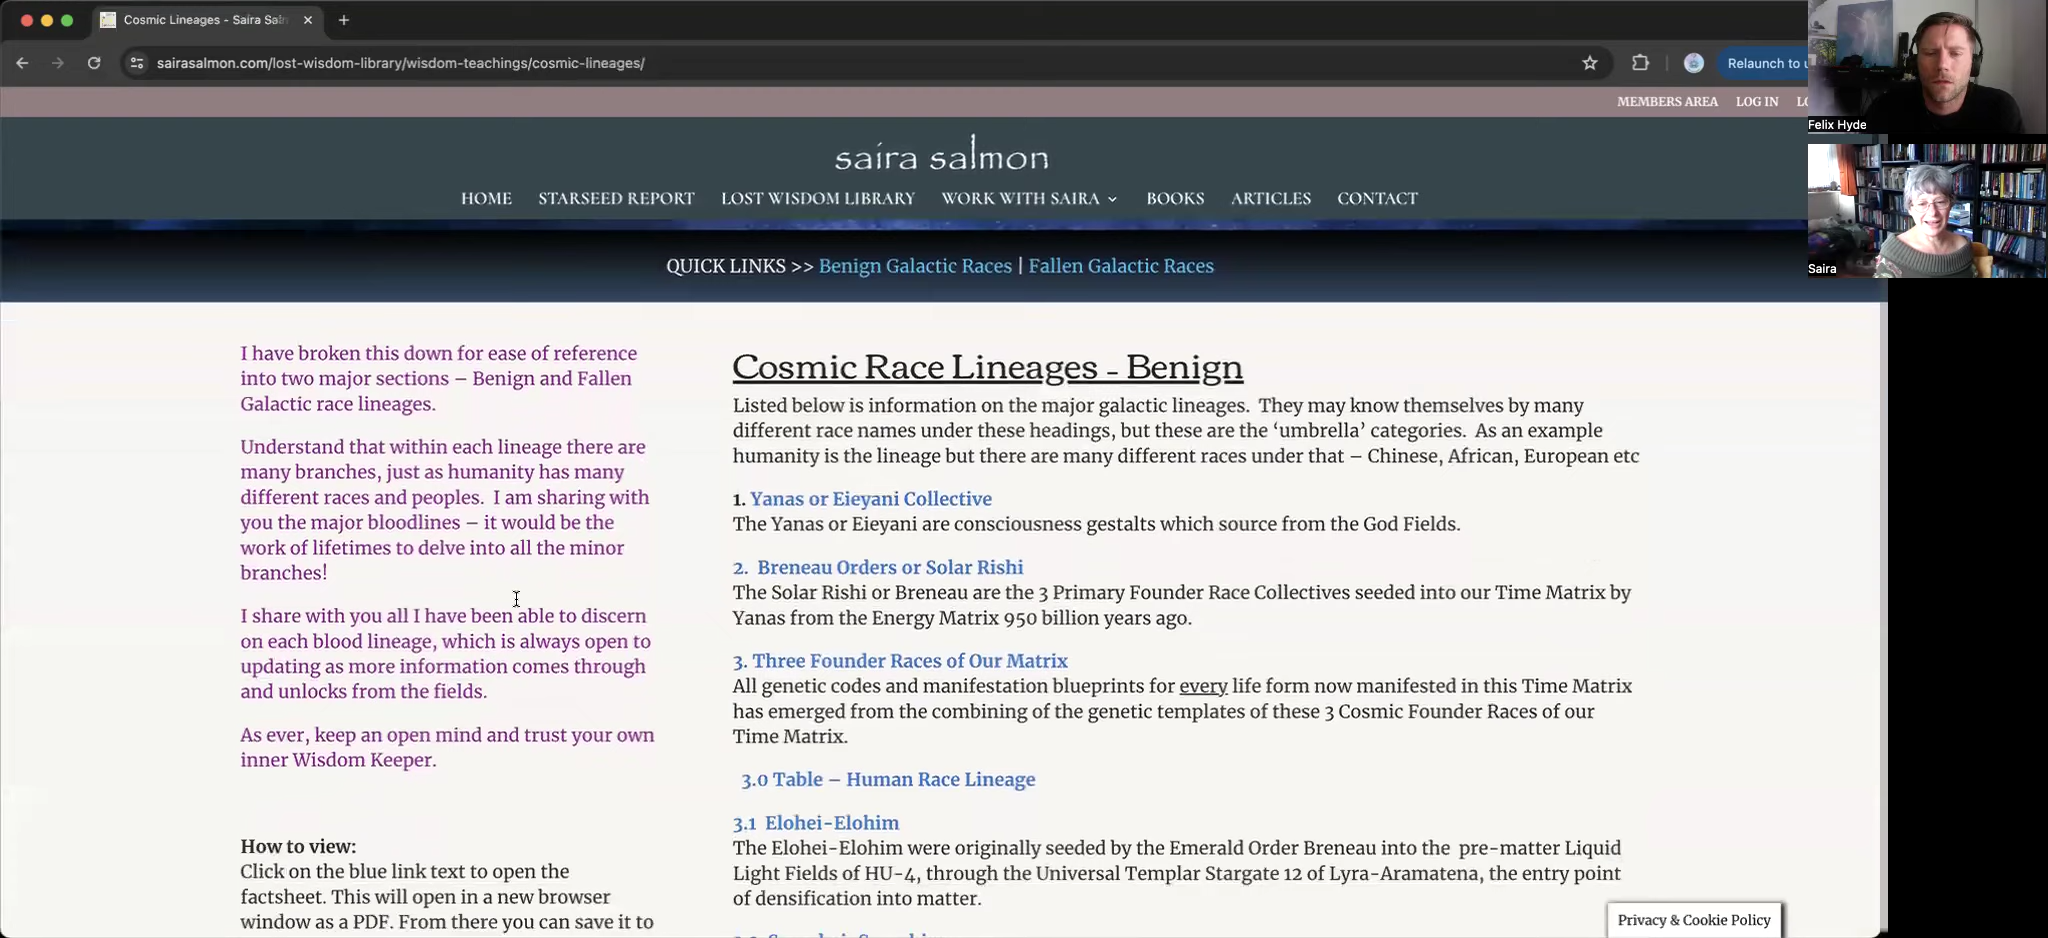 Cosmic Lineages - Saira Saln
sairasalmon.com/lost-wisdom-library/wisdom-teachings/cosmic-lineages/
Relaunch to u
MEMBERS AREA LOG IN LO
saira salmon
HOME STARSEED REPORT LOST WISDOM LIBRARY WORK WITH SAIRA BOOKS ARTICLES CONTACT
QUICK LINKS >> Benign Galactic Races | Fallen Galactic Races
I have broken this down for ease of reference
into two major sections – Benign and Fallen
Galactic race lineages.
Understand that within each lineage there are
many branches, just as humanity has many
different races and peoples. I am sharing with
you the major bloodlines – it would be the
work of lifetimes to delve into all the minor
branches!
I share with you all I have been able to discern
on each blood lineage, which is always open to
updating as more information comes through
and unlocks from the fields.
As ever, keep an open mind and trust your own
inner Wisdom Keeper.
How to view:
Click on the blue link text to open the
factsheet. This will open in a new browser
window as a PDF. From there you can save it to
Cosmic Race Lineages - Benign
Listed below is information on the major galactic lineages. They may know themselves by many
different race names under these headings, but these are the ‘umbrella’ categories. As an example
humanity is the lineage but there are many different races under that – Chinese, African, European etc
1. Yanas or Eieyani Collective
The Yanas or Eieyani are consciousness gestalts which source from the God Fields.
2. Breneau Orders or Solar Rishi
The Solar Rishi or Breneau are the 3 Primary Founder Race Collectives seeded into our Time Matrix by
Yanas from the Energy Matrix 950 billion years ago.
3. Three Founder Races of Our Matrix
All genetic codes and manifestation blueprints for every life form now manifested in this Time Matrix
has emerged from the combining of the genetic templates of these 3 Cosmic Founder Races of our
Time Matrix.
3.0 Table – Human Race Lineage
3.1 Elohei-Elohim
The Elohei-Elohim were originally seeded by the Emerald Order Breneau into the pre-matter Liquid
Light Fields of HU-4, through the Universal Templar Stargate 12 of Lyra-Aramatena, the entry point
of densification into matter.
Privacy & Cookie Policy
Felix Hyde
Saira